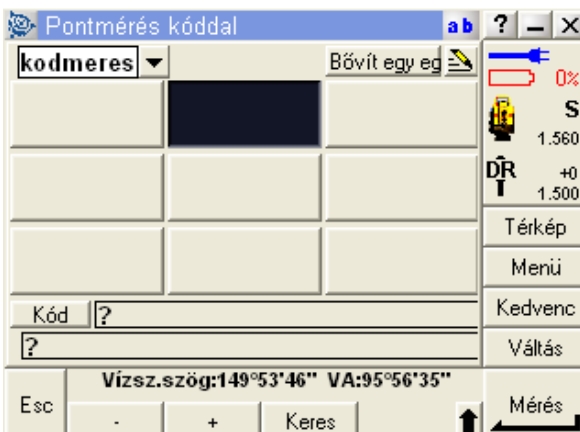 Pontmérés kóddal
ab
?
kodmeres
Bővít egy eg
0%
S
1.560
DR
+0
1.500
Térkép
Menü
Kód
?
Kedvenc
?
Váltás
Vízsz.szög:149°53'46" VA:95°56'35"
Esc
-
+
Keres
Mérés